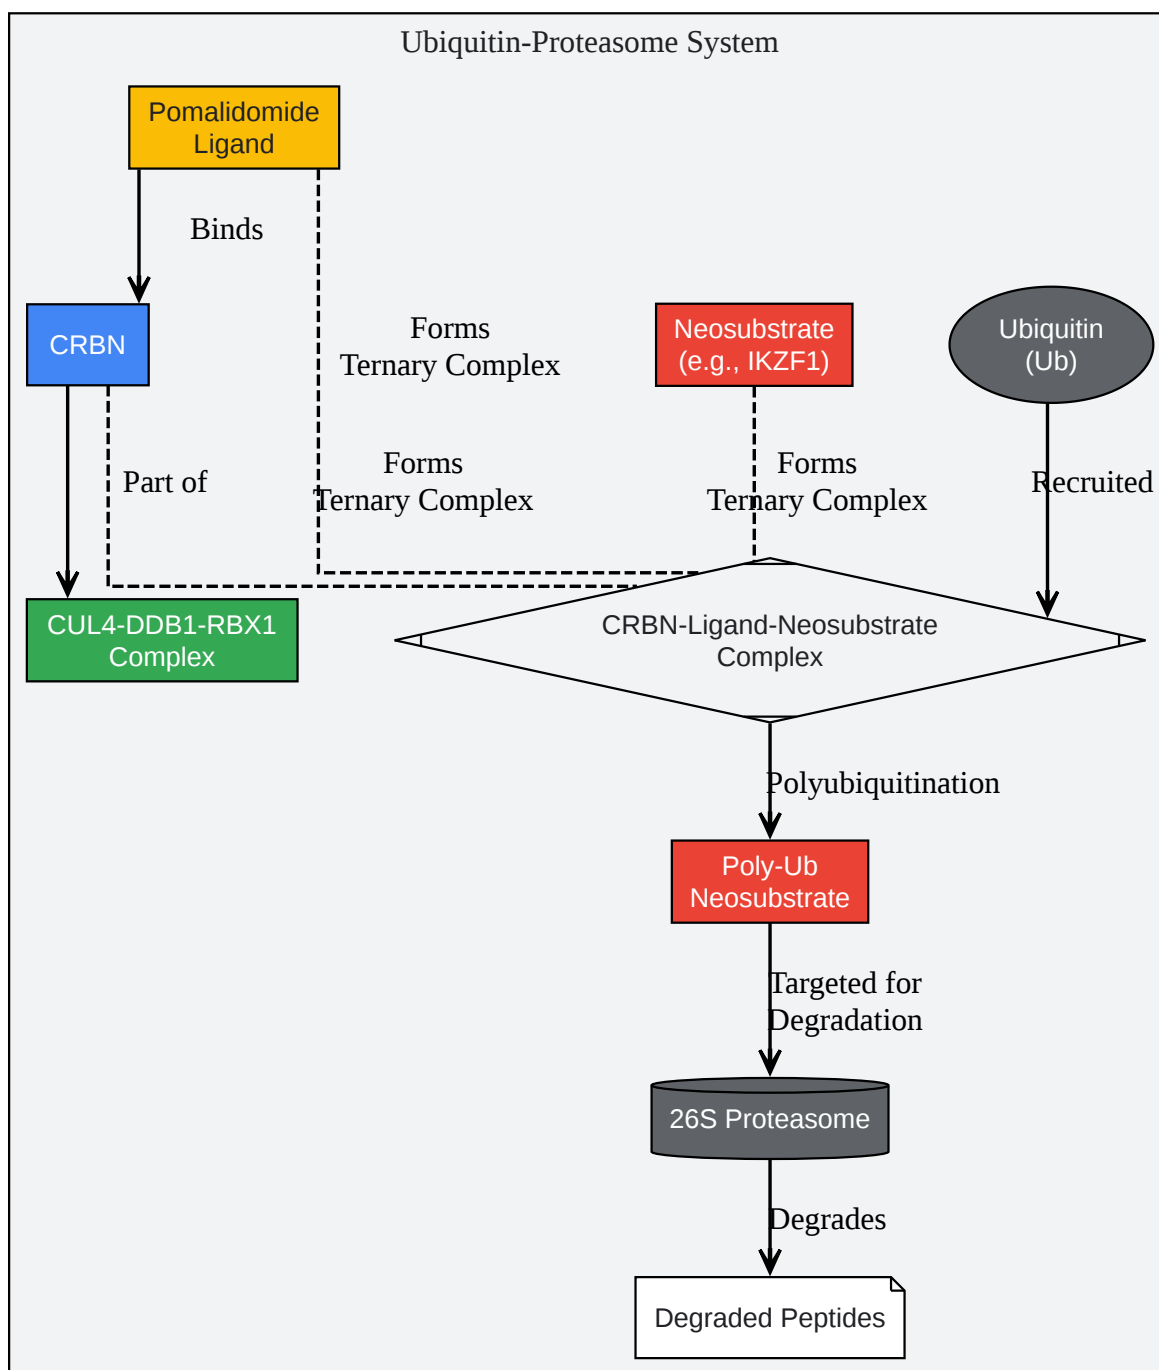 Ubiquitin-Proteasome System
Pomalidomide
Ligand
Binds
CRBN
Forms
Ternary Complex
Neosubstrate
(e.g., IKZF1)
Ubiquitin
(Ub)
Part of
Forms
Ternary Complex
Forms
Ternary Complex
Recruited
CUL4-DDB1-RBX1
Complex
CRBN-Ligand-Neosubstrate
Complex
Polyubiquitination
Poly-Ub
Neosubstrate
Targeted for
Degradation
26S Proteasome
Degrades
Degraded Peptides